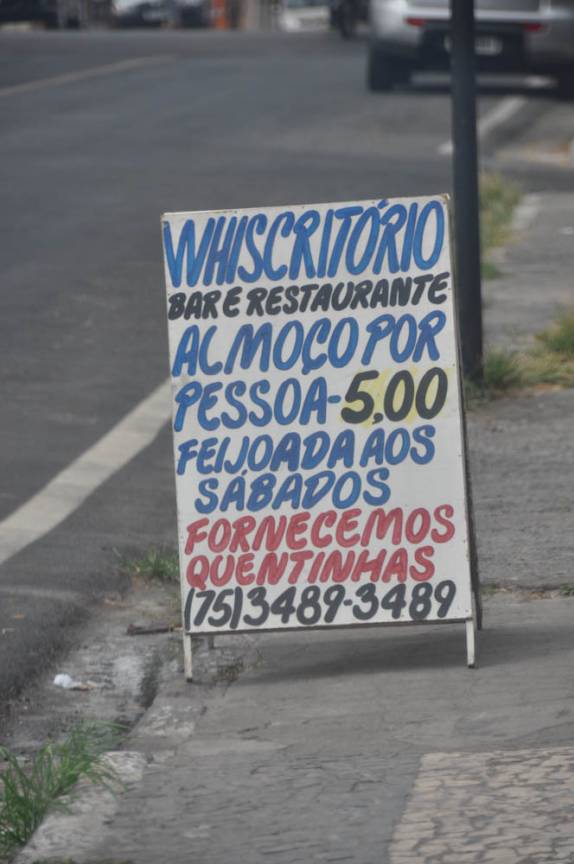 WHISCRITÓRIO
BAR E RESTAURANTE
ALMOÇO POR
PESSOA-5,00
FEIJOADA AOS
SÁBADOS
FORNECEMOS
QUENTINHAS
(75)3489-3489